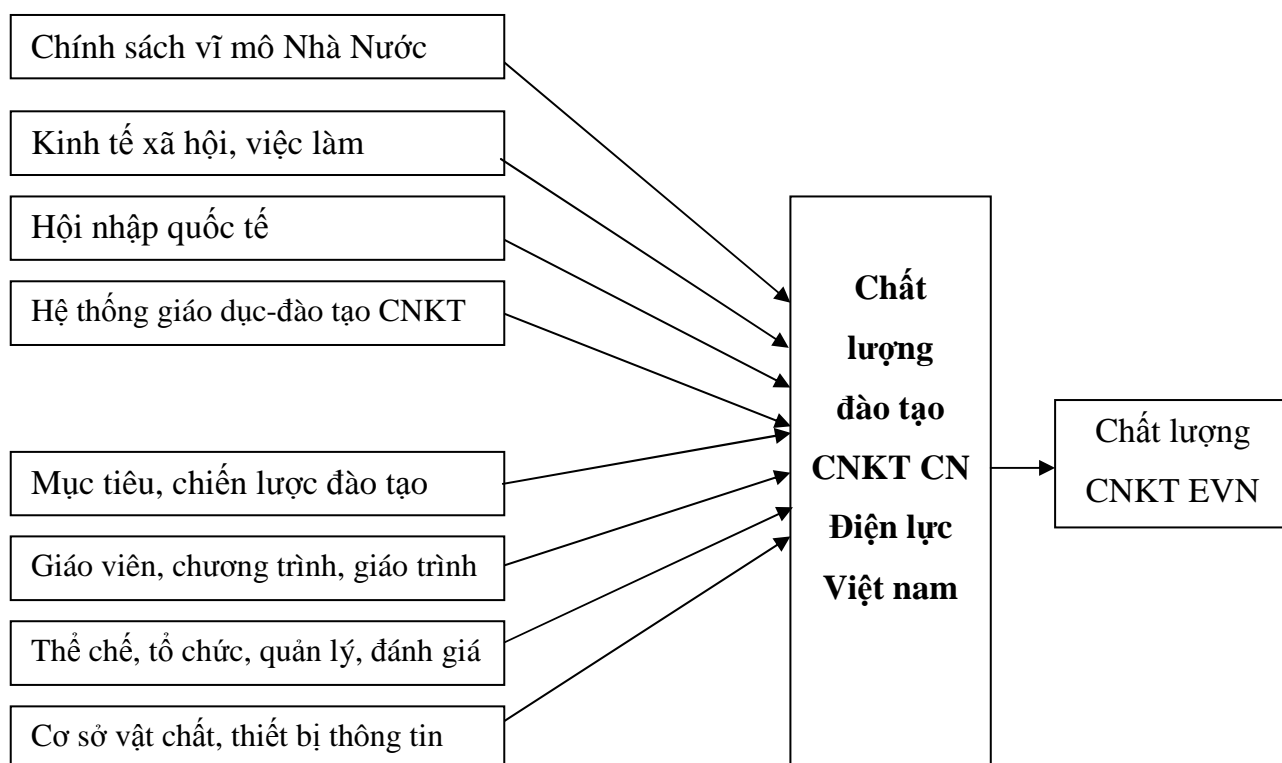 Chính sách vĩ mô Nhà Nước
Kinh tế xã hội, việc làm
Hội nhập quốc tế
Hệ thống giáo dục-đào tạo CNKT
Mục tiêu, chiến lược đào tạo
Giáo viên, chương trình, giáo trình
Thể chế, tổ chức, quản lý, đánh giá
Cơ sở vật chất, thiết bị thông tin
Chất
lượng
đào tạo
CNKT CN
Điện lực
Việt nam
Chất lượng
CNKT EVN